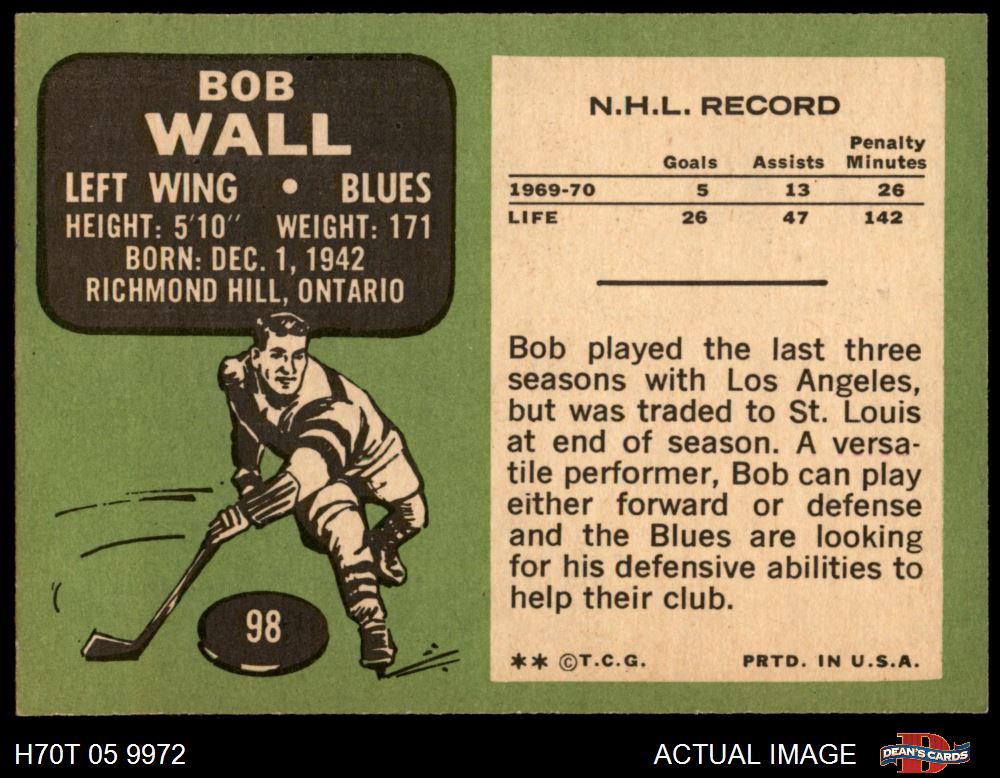 BOB
WALL
LEFT WING • BLUES
HEIGHT: 5'10" WEIGHT: 171
BORN: DEC. 1, 1942
RICHMOND HILL, ONTARIO
98
N.H.L. RECORD
Goals Assists Penalty Minutes
1969-70 5 13 26
LIFE 26 47 142
Bob played the last three
seasons with Los Angeles,
but was traded to St. Louis
at end of season. A versa-
tile performer, Bob can play
either forward or defense
and the Blues are looking
for his defensive abilities to
help their club.
** ©T.C.G. PRTD. IN U.S.A.
H70T 05 9972 ACTUAL IMAGE DEAN'S CARDS